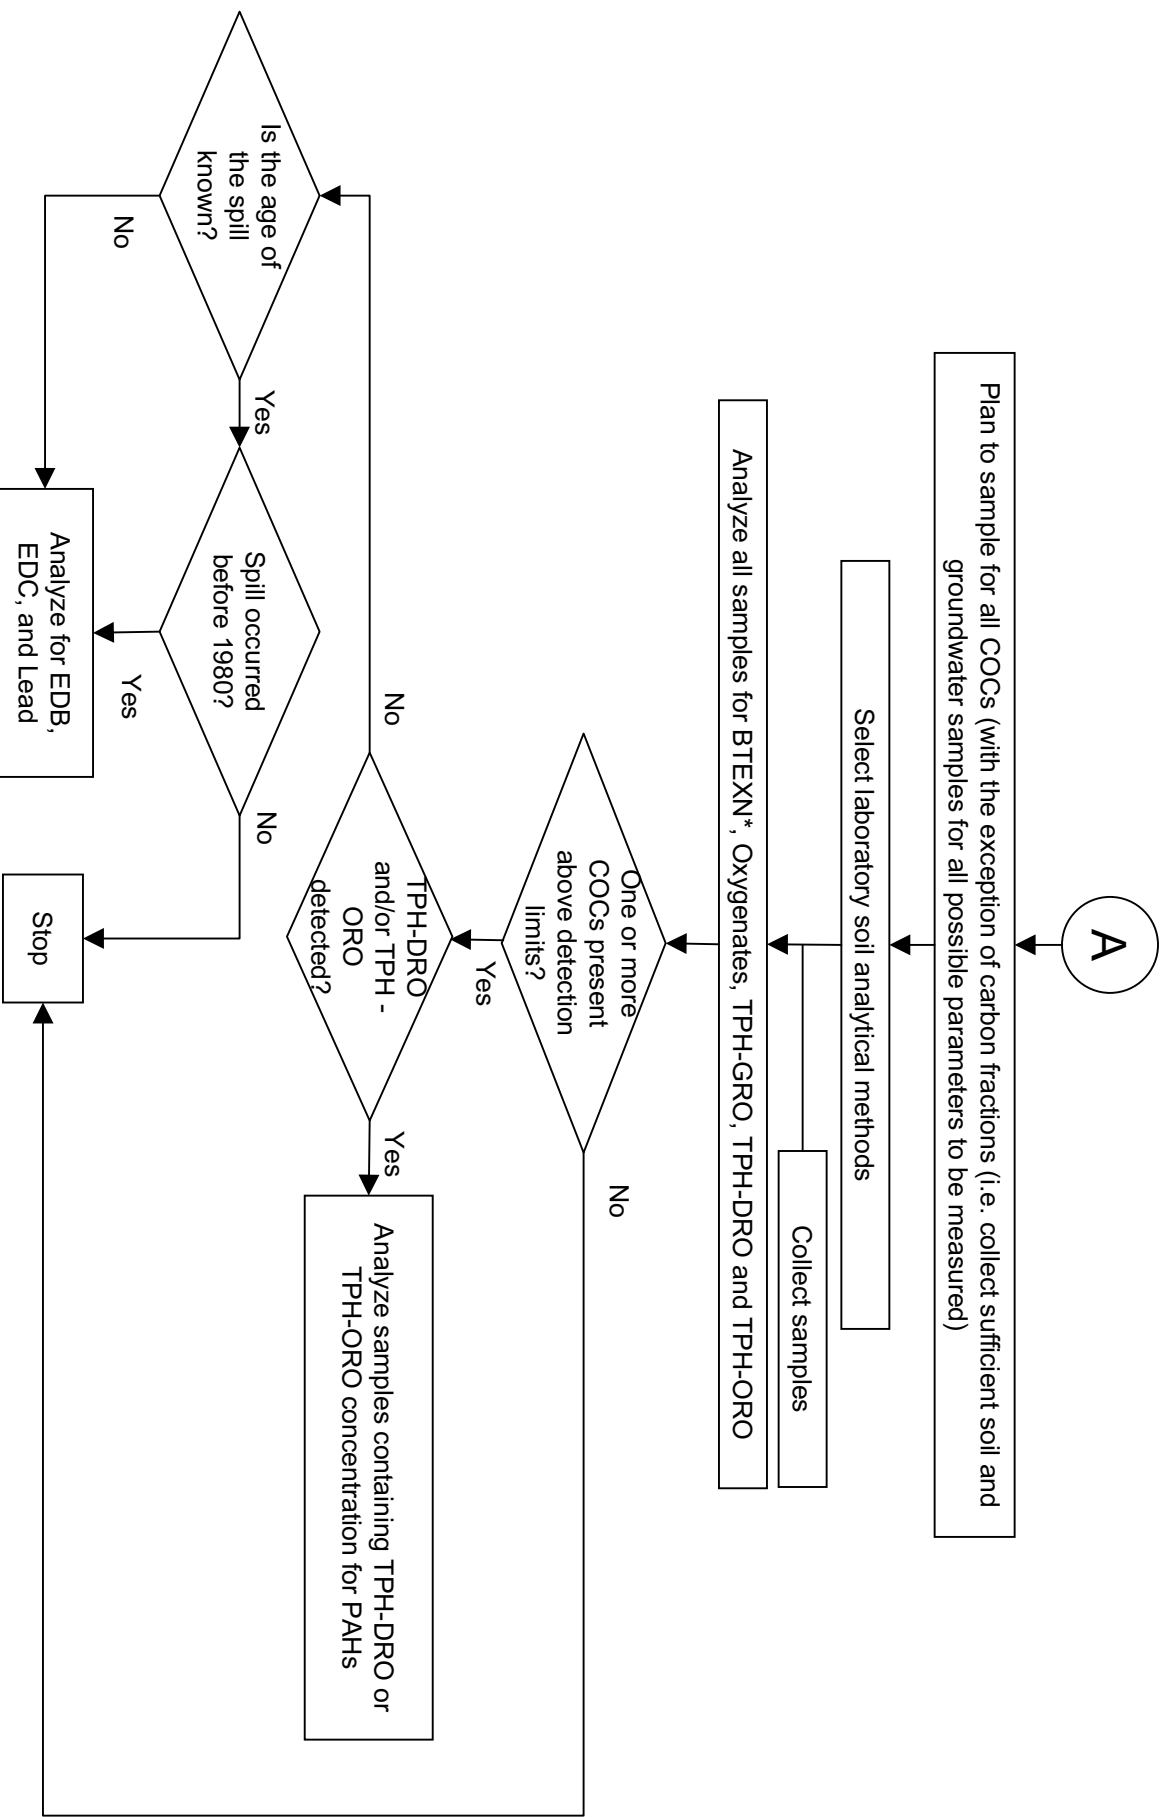 A
Plan to sample for all COCs (with the exception of carbon fractions (i.e. collect sufficient soil and
groundwater samples for all possible parameters to be measured)
Select laboratory soil analytical methods
Collect samples
Analyze all samples for BTEXN*, Oxygenates, TPH-GRO, TPH-DRO and TPH-ORO
One or more
COCs present
above detection
limits?
No
Yes
TPH-DRO
and/or TPH -
ORO
detected?
No
Yes
Analyze samples containing TPH-DRO or
TPH-ORO concentration for PAHs
Is the age of
the spill
known?
Yes
No
Spill occurred
before 1980?
No
Yes
Analyze for EDB,
EDC, and Lead
Stop